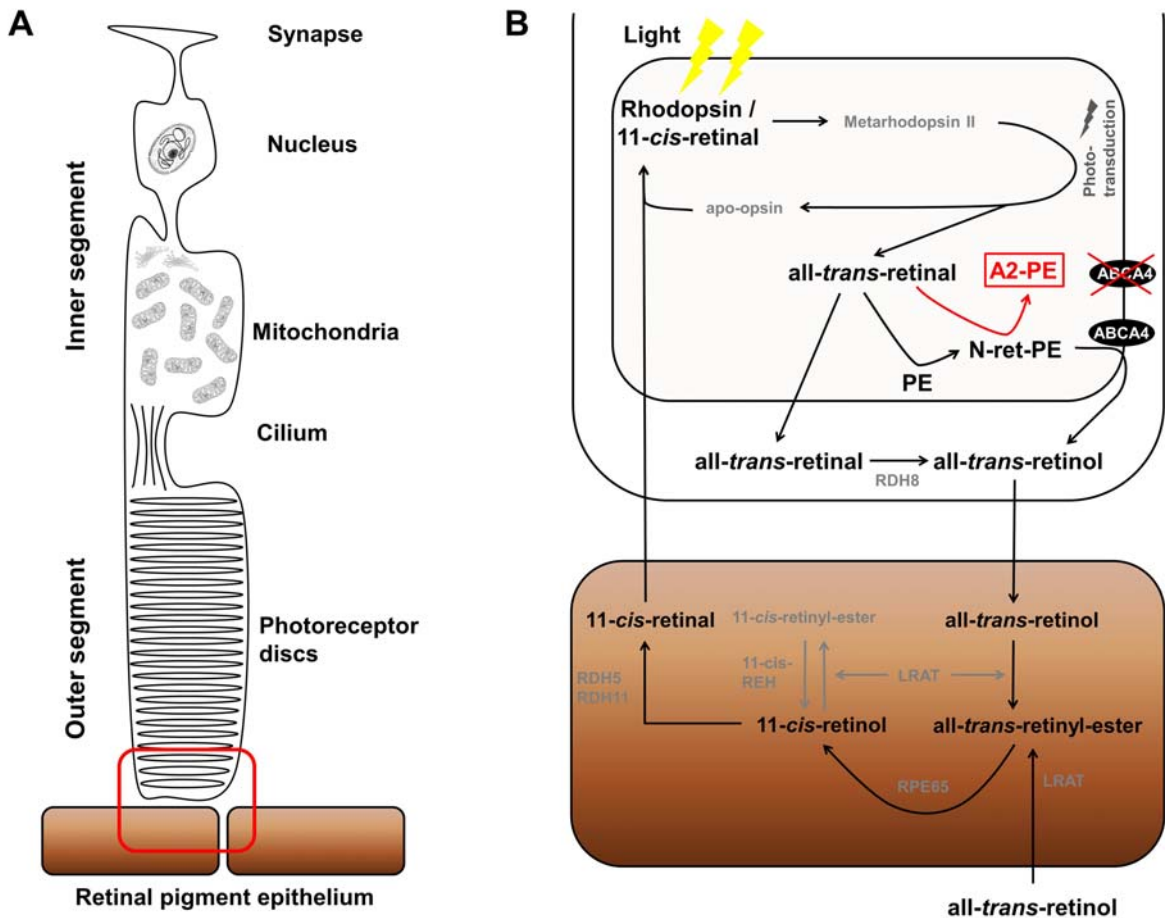 A
Synapse
Nucleus
Inner segement
Mitochondria
Cilium
Outer segment
Photoreceptor
discs
Retinal pigment epithelium
B
Light
Rhodopsin /
11-cis-retinal
Metarhodopsin II
Photo-
transduction
apo-opsin
all-trans-retinal
A2-PE
ABCA4
ABCA4
N-ret-PE
PE
all-trans-retinal
RDH8
all-trans-retinol
11-cis-retinal
11-cis-retinyl-ester
all-trans-retinol
RDH5
RDH11
11-cis-
REH
LRAT
11-cis-retinol
all-trans-retinyl-ester
RPE65
LRAT
all-trans-retinol